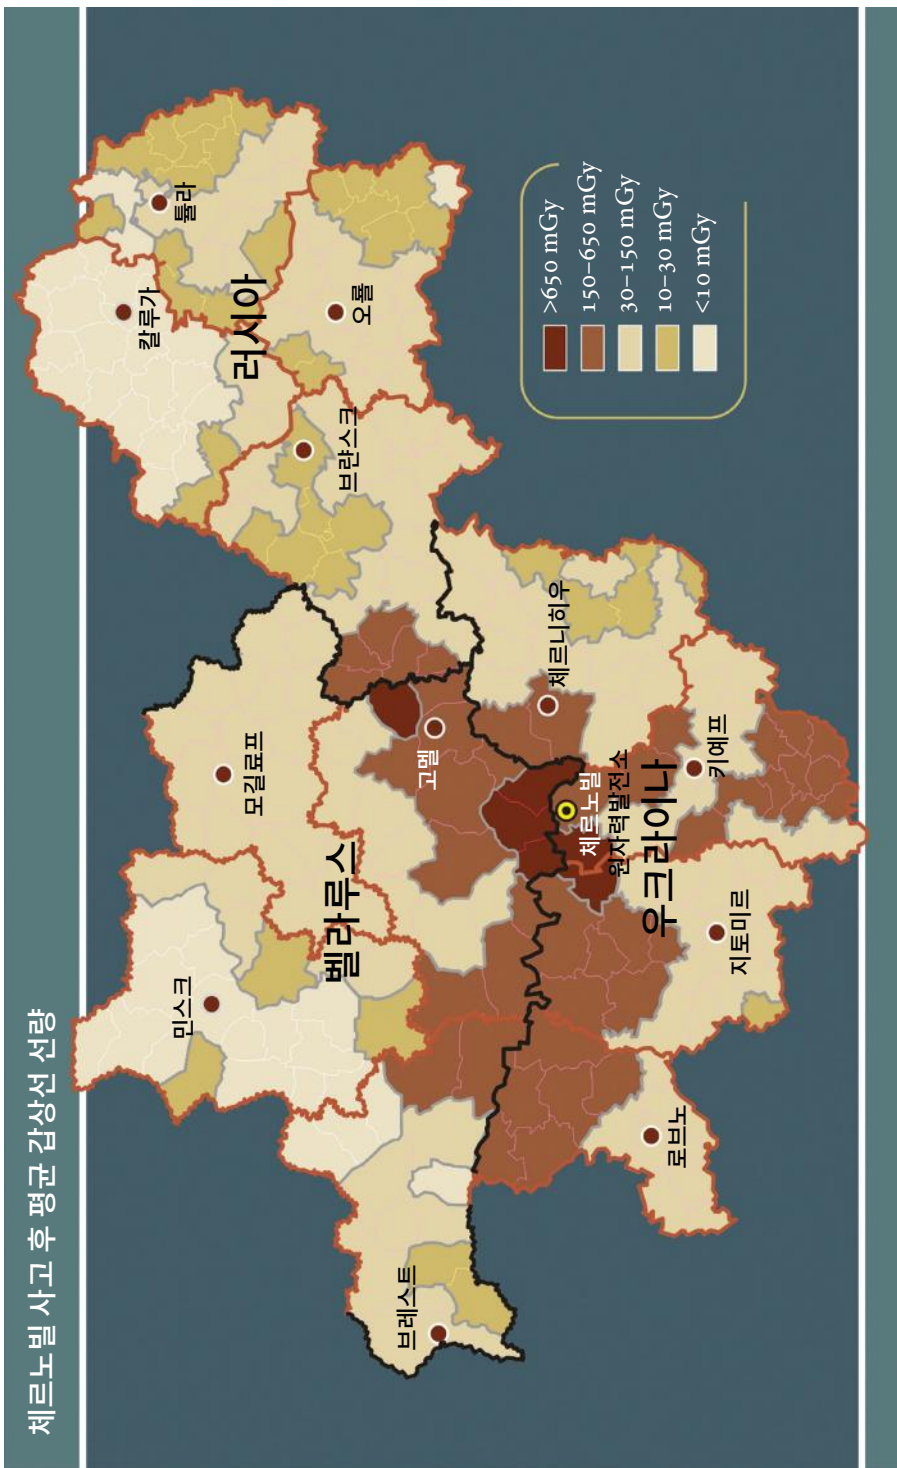 체르노빌 사고 후 평균 갑상선 선량
칼루가
툴라
러시아
오룔
브랸스크
모길료프
민스크
벨라루스
고멜
브레스트
체르니히우
체르노빌
원자력발전소
우크라이나
키예프
지토미르
로브노
>650 mGy
150–650 mGy
30–150 mGy
10–30 mGy
<10 mGy